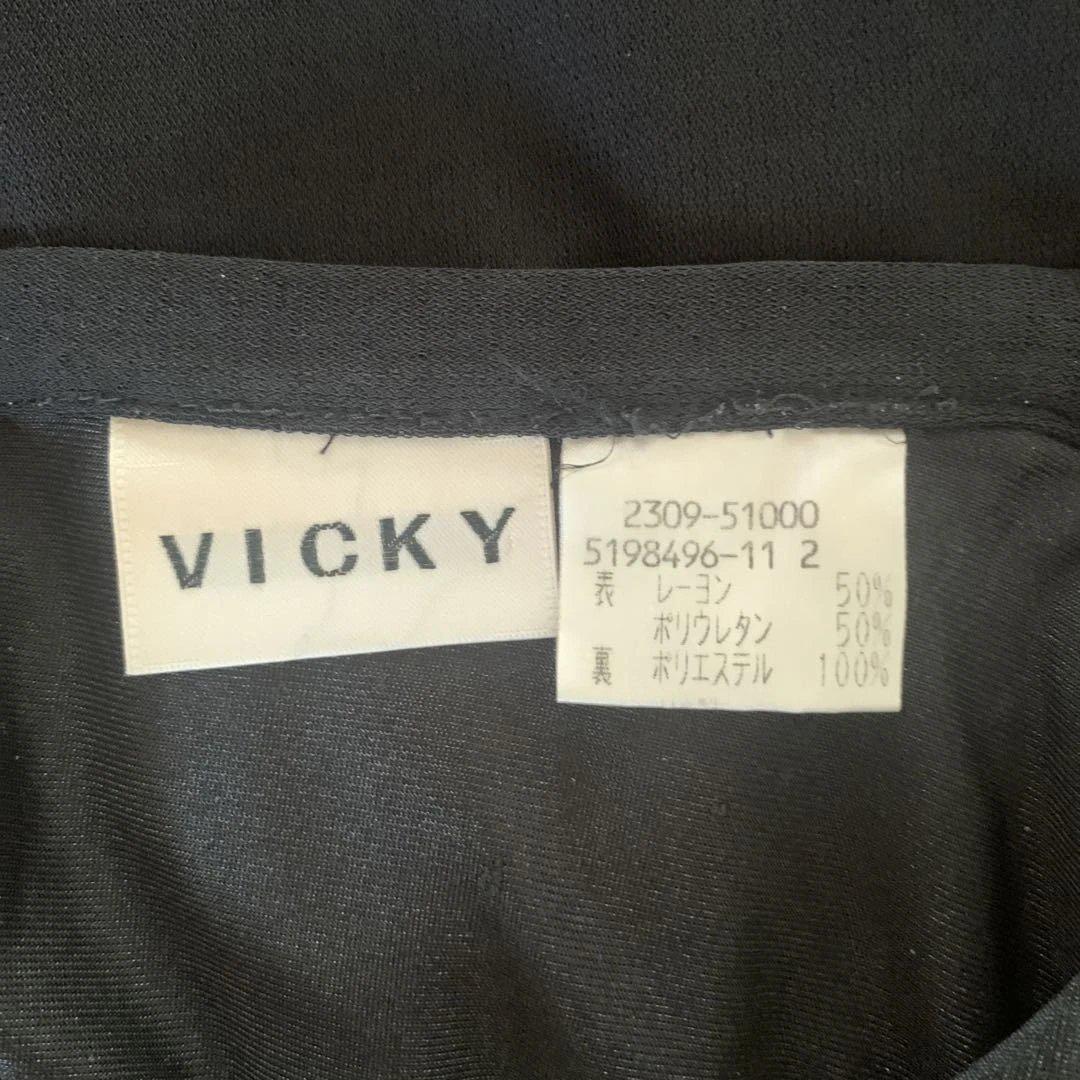 VICKY
2309-51000
5198496-11 2
表 レーヨン 50%
ポリウレタン 50%
裏 ポリエステル 100%